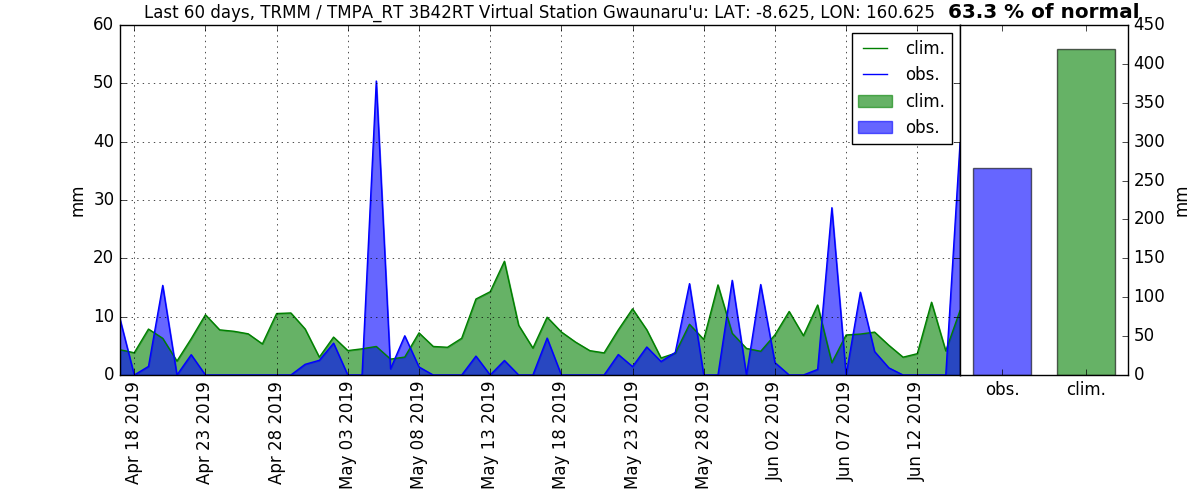 Last 60 days, TRMM / TMPA_RT 3B42RT Virtual Station Gwaunaru'u: LAT: -8.625, LON: 160.625
63.3 % of normal
60
50
40
30
20
10
0
mm
clim.
obs.
clim.
obs.
Apr 18 2019
Apr 23 2019
Apr 28 2019
May 03 2019
May 08 2019
May 13 2019
May 18 2019
May 23 2019
May 28 2019
Jun 02 2019
Jun 07 2019
Jun 12 2019
450
400
350
300
250
200
150
100
50
0
mm
obs.
clim.